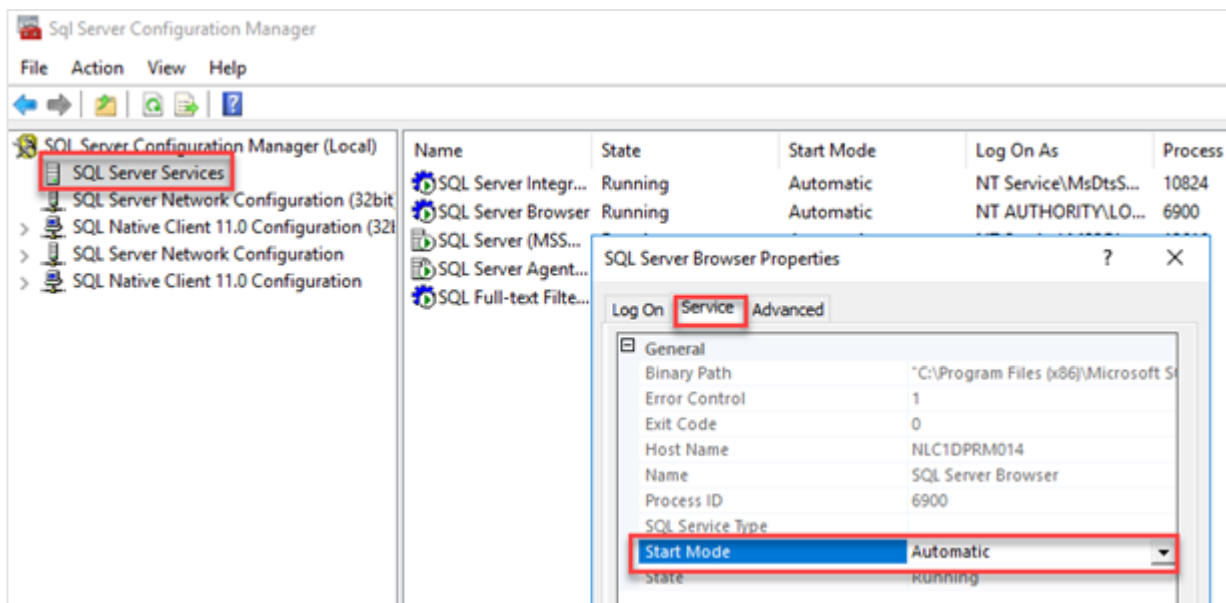 Sql Server Configuration Manager
File Action View Help
SQL Server Configuration Manager (Local)
SQL Server Services
SQL Server Network Configuration (32bit
SQL Native Client 11.0 Configuration (32
SQL Server Network Configuration
SQL Native Client 11.0 Configuration
Name State Start Mode Log On As Process
SQL Server Integr... Running Automatic NT Service\MsDtsS... 10824
SQL Server Browser Running Automatic NT AUTHORITY\LO... 6900
SQL Server (MSS...
SQL Server Agent...
SQL Full-text Filte...
SQL Server Browser Properties ?
Log On Service Advanced
General
Binary Path "C:\Program Files (x86)\Microsoft S
Error Control 1
Exit Code 0
Host Name NLC1DPRM014
Name SQL Server Browser
Process ID 6900
SQL Service Type
Start Mode Automatic
State Running